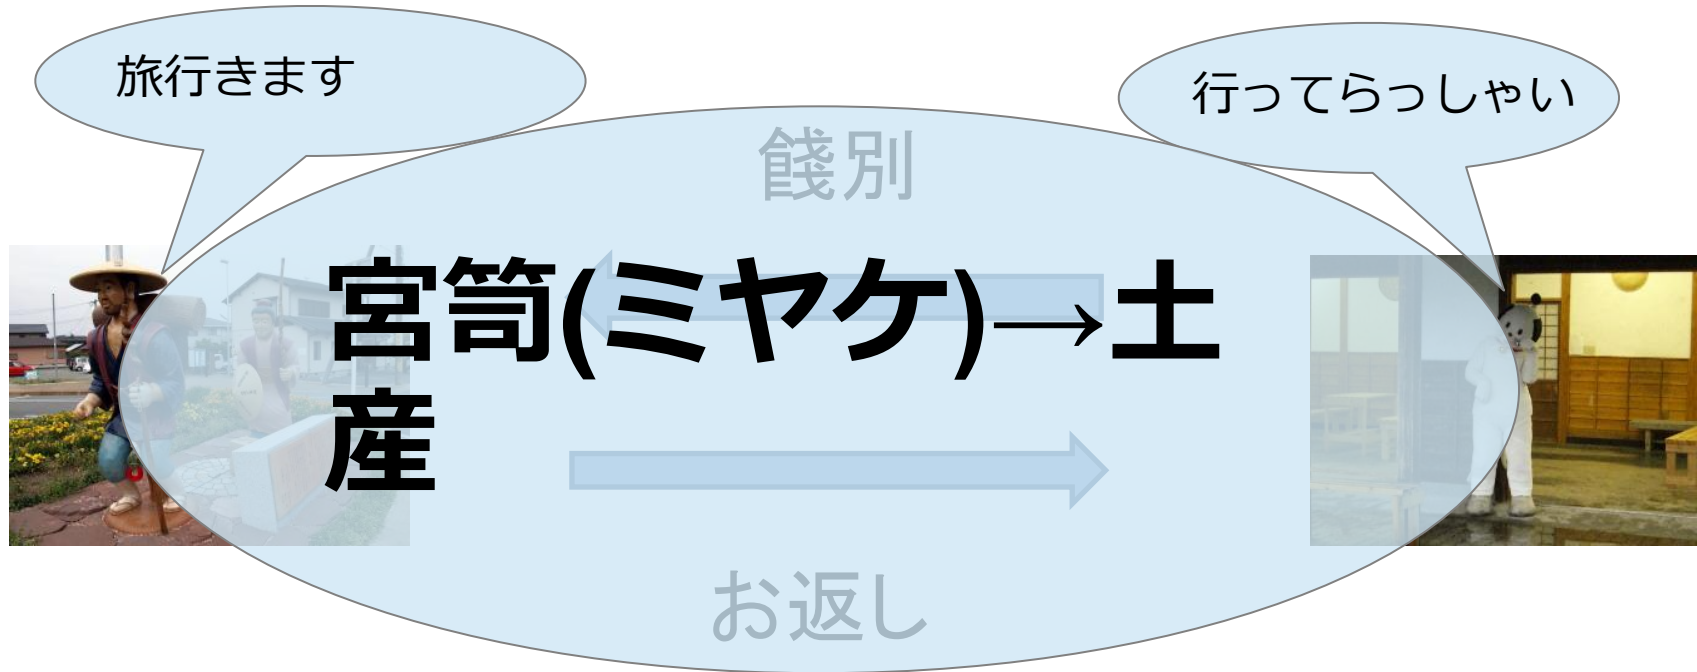 旅行きます
行ってらっしゃい
餞別
宮笥(ミヤケ)→土
産
お返し